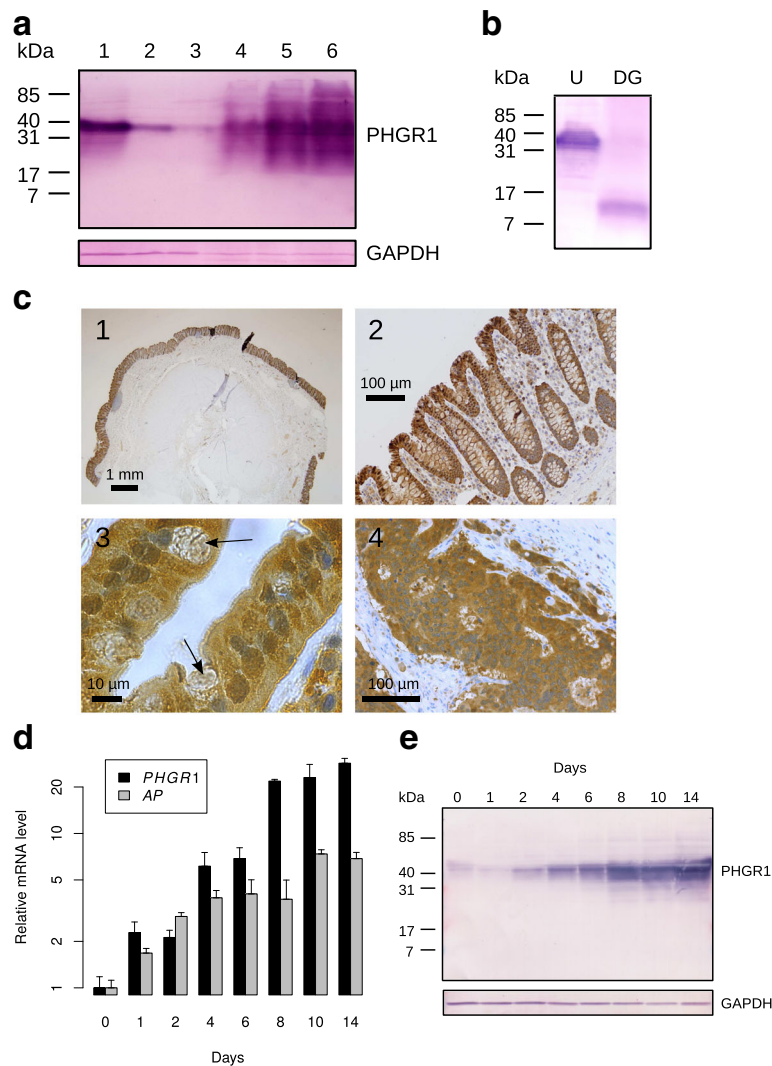 a
kDa 1 2 3 4 5 6
85
40
31
17
7
PHGR1
GAPDH
b
kDa U DG
85
40
31
17
7
c
1
1 mm
2
100 µm
3
10 µm
4
100 µm
d
PHGR1
AP
Relative mRNA level
20
10
5
2
1
0 1 2 4 6 8 10 14
Days
e
Days
kDa 0 1 2 4 6 8 10 14
85
40
31
17
7
PHGR1
GAPDH